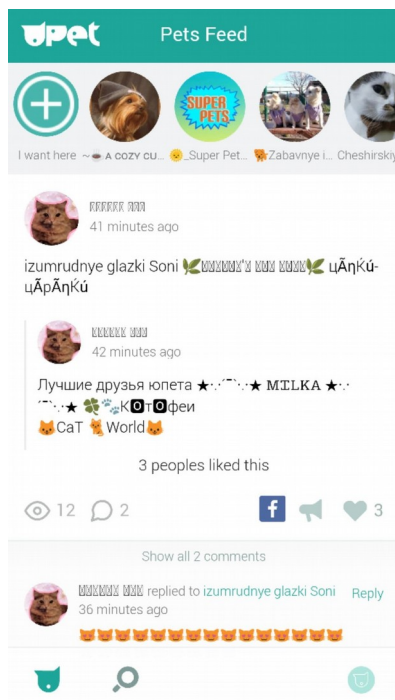 upet
Pets Feed
SUPER
PETS
I want here
~☕ A COZY CU...
🌞_Super Pet...
🐕Zabavnye i...
Cheshirskiy
41 minutes ago
izumrudnye glazki Soni 🌿 🌿 цÃηЌú-
цÃρÃηЌú
42 minutes ago
Лучшие друзья юпета ★·.·´¯`·.·★ 𝙼𝙸𝙻𝙺𝙰 ★·.·
´¯`·.·★ 🍀🐾К🅾т🅾феи
🐱CaT 🐈World🐱
3 peoples liked this
12
2
f
3
Show all 2 comments
replied to izumrudnye glazki Soni
Reply
36 minutes ago
🐱🐱🐱🐱🐱🐱🐱🐱🐱🐱🐱🐱🐱🐱🐱